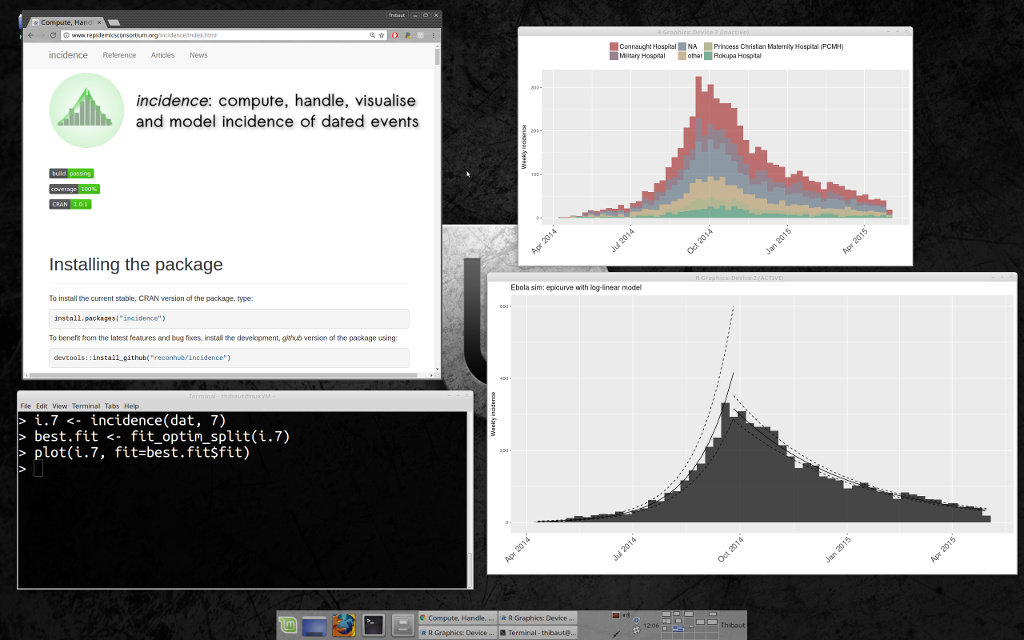 Thibaut
Compute, Hand
www.repidemicsconsortium.org/incidence/index.html
incidence Reference Articles News
incidence: compute, handle, visualise
and model incidence of dated events
build passing
coverage 100%
CRAN 1.0.1
Installing the package
To install the current stable, CRAN version of the package, type:
install.packages("incidence")
To benefit from the latest features and bug fixes, install the development, github version of the package using:
devtools::install_github("reconhub/incidence")
R Graphics: Device 3 (inactive)
Connaught Hospital NA Princess Christian Maternity Hospital (PCMH)
Military Hospital other Rokupa Hospital
Weekly incidence
300
200
100
0
Apr 2014 Jul 2014 Oct 2014 Jan 2015 Apr 2015
R Graphics: Device 2 (ACTIVE)
Ebola.sim: epicurve with log-linear model
Weekly incidence
600
400
200
0
Apr 2014 Jul 2014 Oct 2014 Jan 2015 Apr 2015
Terminal - thibaut@
File Edit View Terminal Tabs Help
> i.7 <- incidence(dat, 7)
> best.fit <- fit_optim_split(i.7)
> plot(i.7, fit=best.fit$fit)
>
Compute, Handle, ... R Graphics: Device ...
R Graphics: Device ... Terminal - thibaut@...
12:06
Thibaut